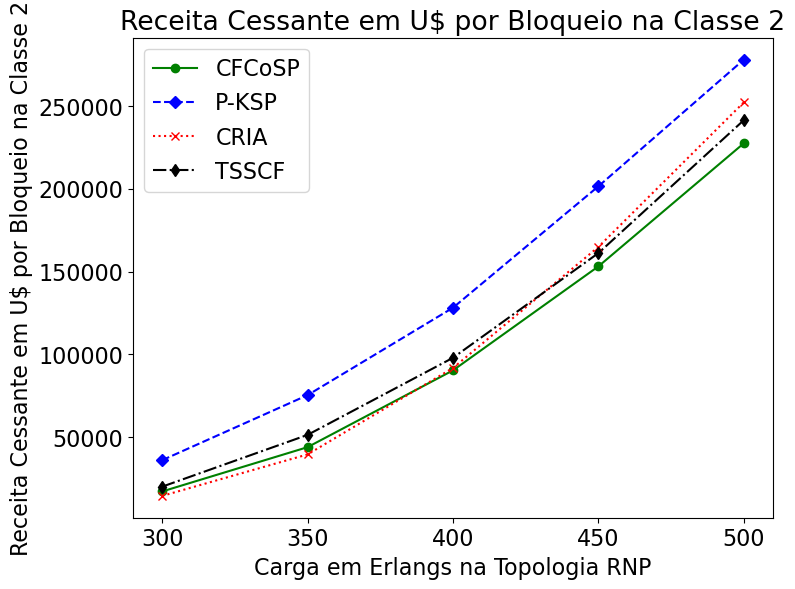 Receita Cessante em U$ por Bloqueio na Classe 2
Receita Cessante em U$ por Bloqueio na Classe 2
CFCoSP
P-KSP
CRIA
TSSCF
250000
200000
150000
100000
50000
300 350 400 450 500
Carga em Erlangs na Topologia RNP